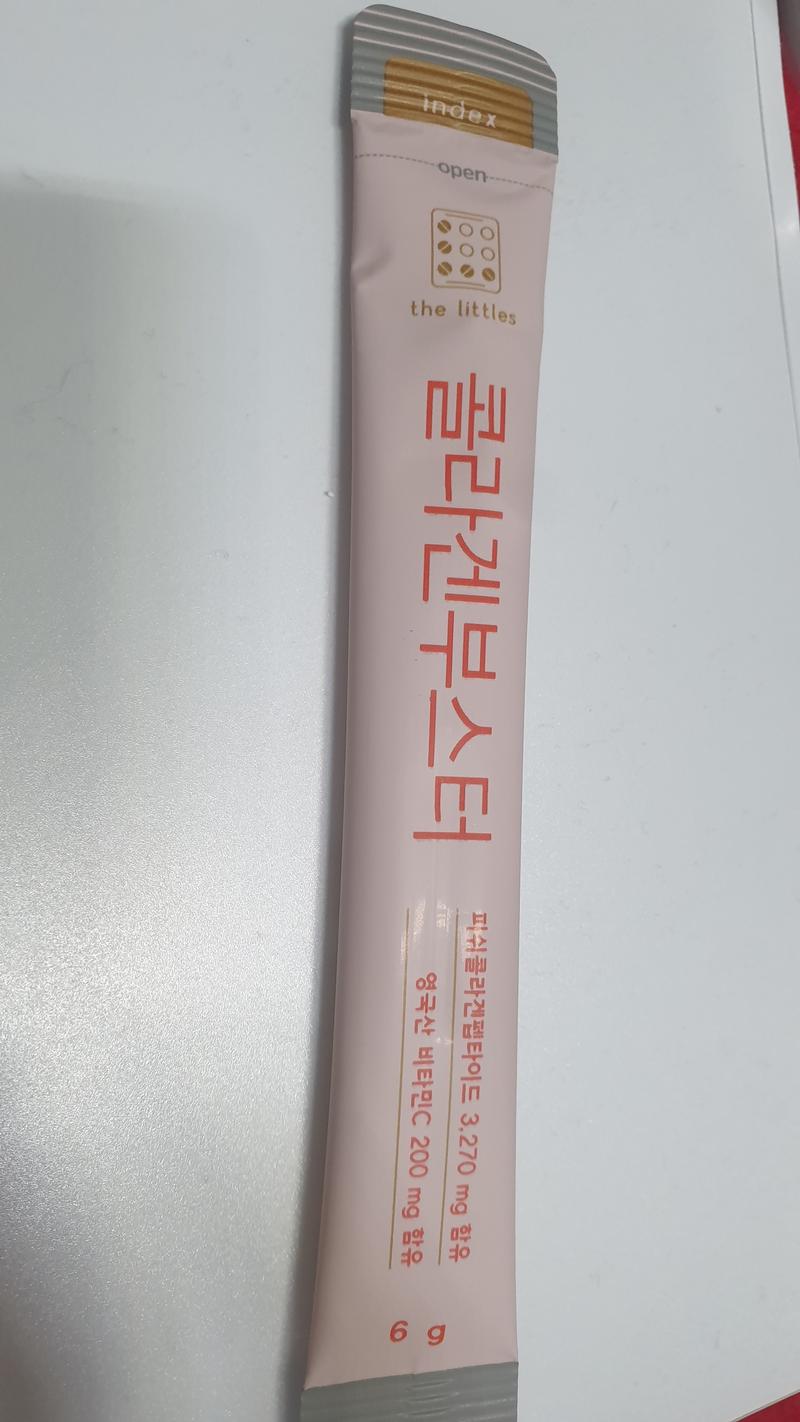 index
open
the littles
콜라겐부스터
피쉬콜라겐펩타이드 3,270 mg 함유
영국산 비타민C 200 mg 함유
6 g